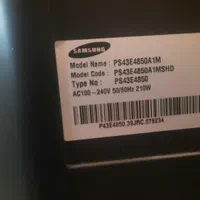 SAMSUNG
Model Name : PS43E4850A1M
Model Code : PS43E4850A1MSHD
Type No : PS43E4850
AC100-240V 50/60Hz 210W